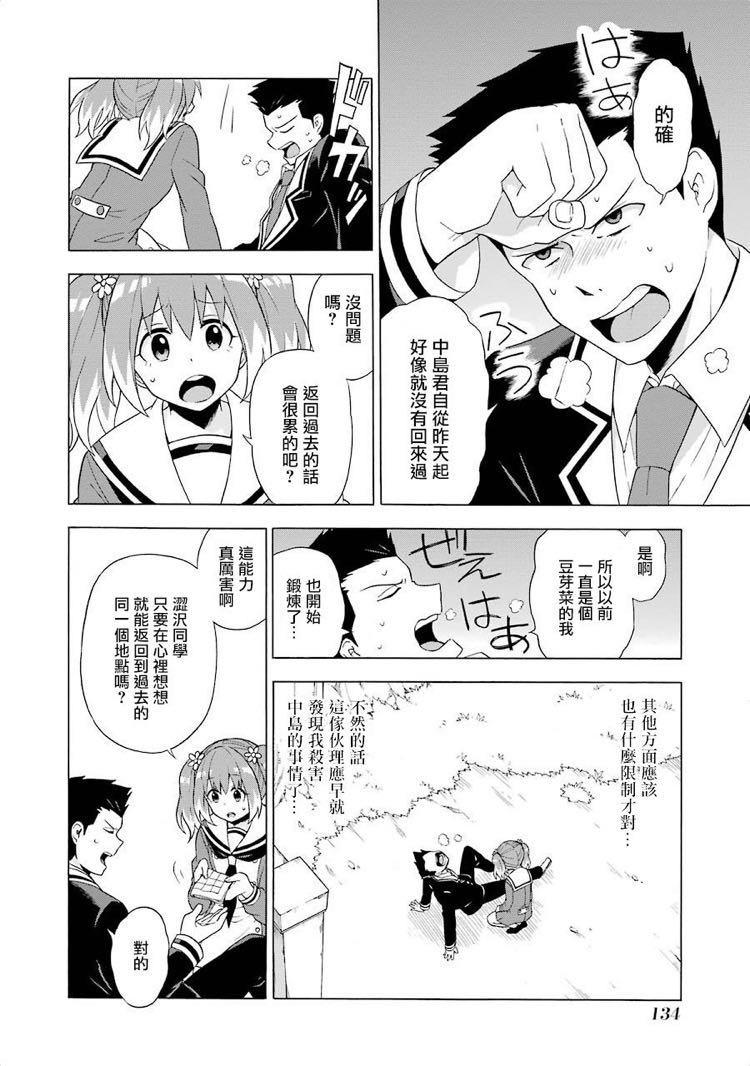 はあ
的確
中島君自從昨天起
好像就沒有回來過
ふぅ
ドサッ
沒問題
嗎？
返回過去的話
會很累的吧？
是啊
所以以前
一直是個
豆芽菜的我
ぜえはあ
也開始
鍛煉了…
其他方面應該
也有什麼限制才對…
不然的話
這傢伙理應早就
發現我殺害
中島的事情了…
這能力
真厲害啊
澀沢同學
只要在心裡想想
就能返回到過去的
同一個地點嗎？
對的
134